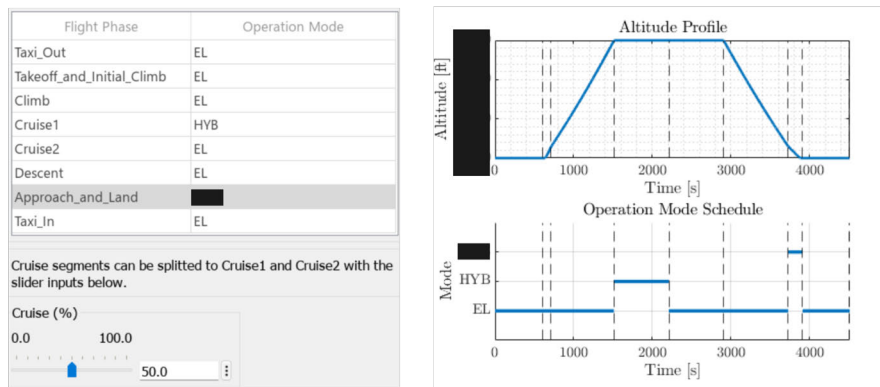 Flight Phase Operation Mode
Taxi_Out EL
Takeoff_and_Initial_Climb EL
Climb EL
Cruise1 HYB
Cruise2 EL
Descent EL
Approach_and_Land
Taxi_In EL
Cruise segments can be splitted to Cruise1 and Cruise2 with the
slider inputs below.
Cruise (%)
0.0 100.0
50.0
Altitude Profile
Altitude [ft]
0 1000 2000 3000 4000
Time [s]
Operation Mode Schedule
Mode
HYB
EL
0 1000 2000 3000 4000
Time [s]